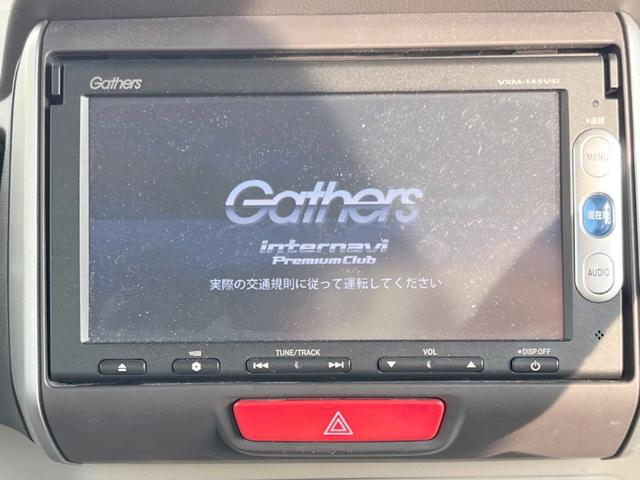 Gathers
VXM-145VSi
Gathers
internavi
PremiumClub
実際の交通規則に従って運転してください
MENU
現在地
AUDIO
TUNE/TRACK
VOL
DISP.OFF